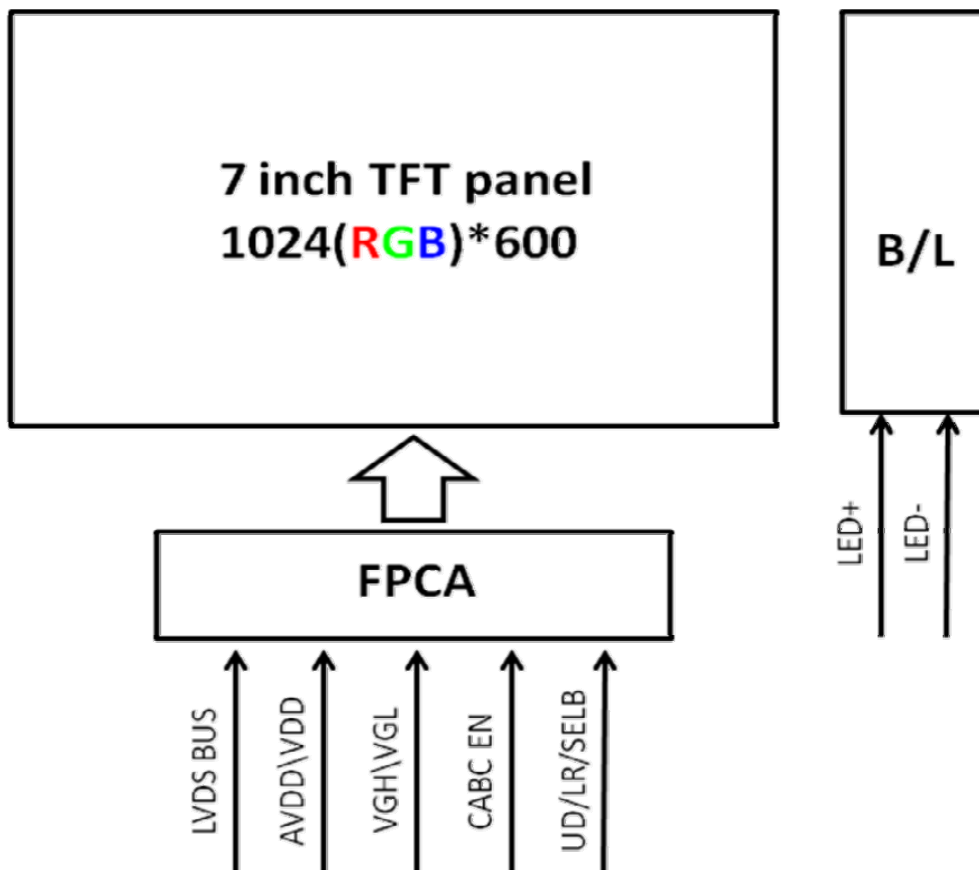 7 inch TFT panel
1024(RGB)*600
B/L
FPCA
LED+
LED-
LVDS BUS
AVDD\VDD
VGH\VGL
CABC EN
UD/LR/SELB